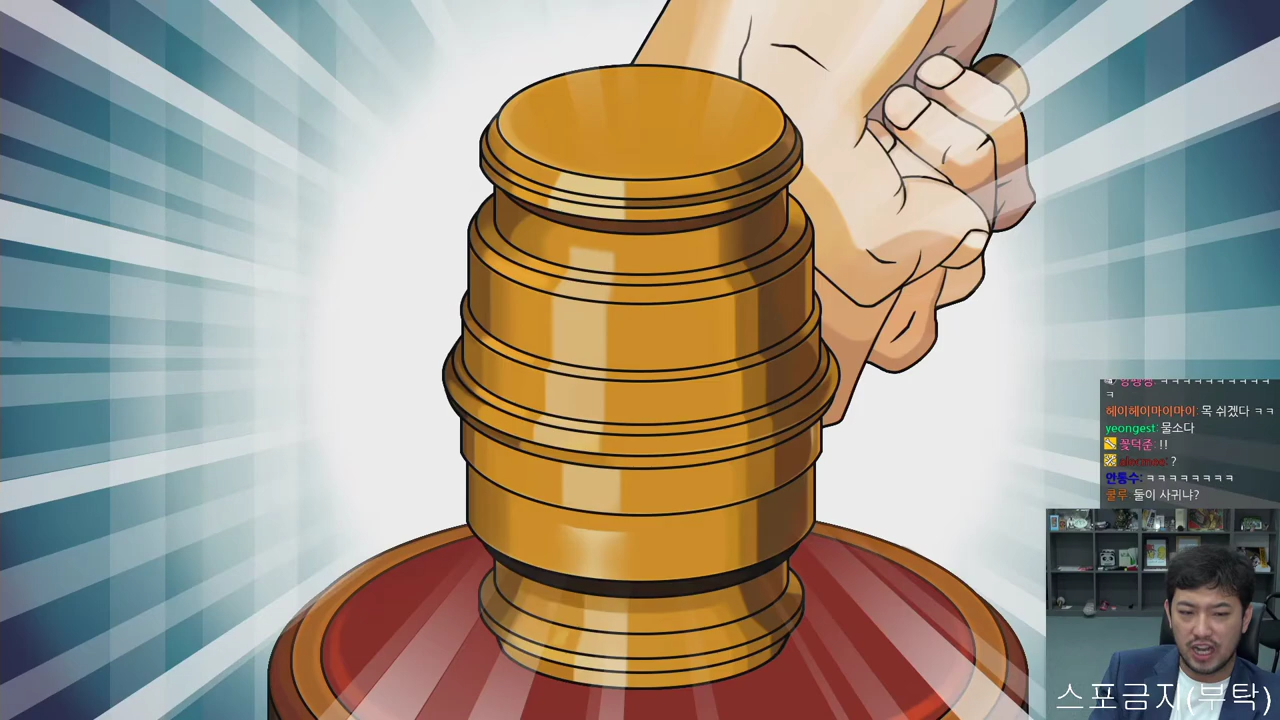 ㅋㅋㅋㅋㅋㅋㅋㅋㅋㅋㅋ
ㅋ
헤이헤이마이마이: 목 쉬겠다 ㅋㅋ
yeongest: 물소다
꽃덕준: !!
?
안통수: ㅋㅋㅋㅋㅋㅋㅋㅋ
쿨루: 둘이 사귀나?
스포금지(부탁)